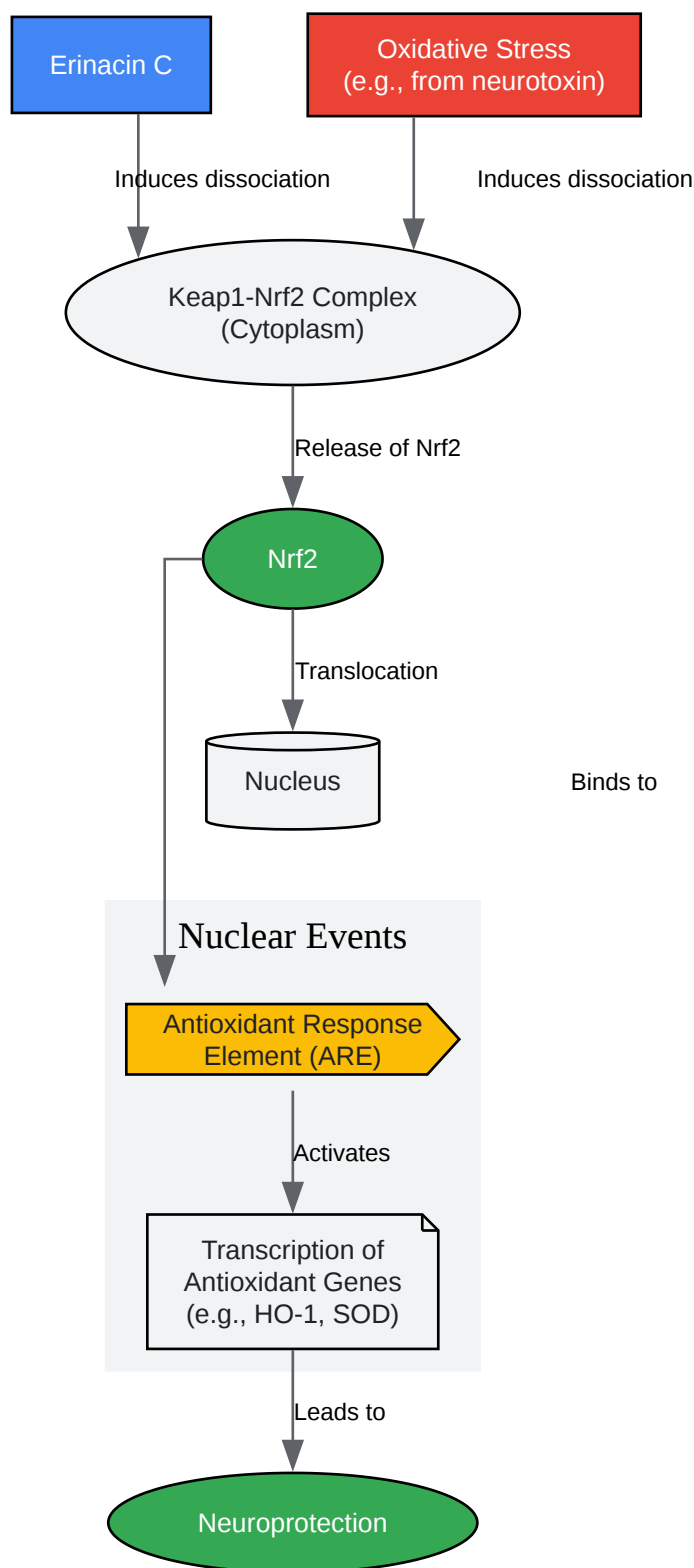 Erinacin C
Oxidative Stress
(e.g., from neurotoxin)
Induces dissociation
Induces dissociation
Keap1-Nrf2 Complex
(Cytoplasm)
Release of Nrf2
Nrf2
Translocation
Nucleus
Binds to
Nuclear Events
Antioxidant Response
Element (ARE)
Activates
Transcription of
Antioxidant Genes
(e.g., HO-1, SOD)
Leads to
Neuroprotection